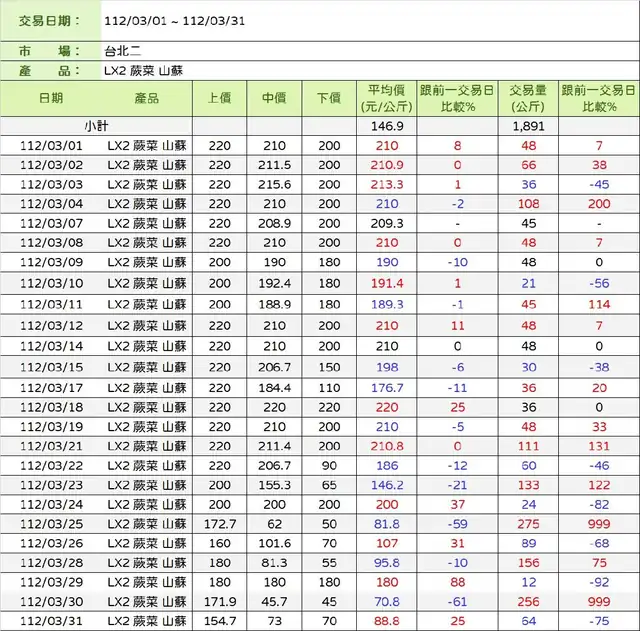 交易日期： 112/03/01 ~ 112/03/31
市　　場： 台北二
產　　品： LX2 蕨菜 山蘇
日期 產品 上價 中價 下價 平均價 跟前一交易日 交易量 跟前一交易日
(元/公斤) 比較% (公斤) 比較%
小計 146.9 1,891
112/03/01 LX2 蕨菜 山蘇 220 210 200 210 8 48 7
112/03/02 LX2 蕨菜 山蘇 220 211.5 200 210.9 0 66 38
112/03/03 LX2 蕨菜 山蘇 220 215.6 200 213.3 1 36 -45
112/03/04 LX2 蕨菜 山蘇 220 210 200 210 -2 108 200
112/03/07 LX2 蕨菜 山蘇 220 208.9 200 209.3 - 45 -
112/03/08 LX2 蕨菜 山蘇 220 210 200 210 0 48 7
112/03/09 LX2 蕨菜 山蘇 200 190 180 190 -10 48 0
112/03/10 LX2 蕨菜 山蘇 200 192.4 180 191.4 1 21 -56
112/03/11 LX2 蕨菜 山蘇 200 188.9 180 189.3 -1 45 114
112/03/12 LX2 蕨菜 山蘇 220 210 200 210 11 48 7
112/03/14 LX2 蕨菜 山蘇 220 210 200 210 0 48 0
112/03/15 LX2 蕨菜 山蘇 220 206.7 150 198 -6 30 -38
112/03/17 LX2 蕨菜 山蘇 220 184.4 110 176.7 -11 36 20
112/03/18 LX2 蕨菜 山蘇 220 220 220 220 25 36 0
112/03/19 LX2 蕨菜 山蘇 220 210 200 210 -5 48 33
112/03/21 LX2 蕨菜 山蘇 220 211.4 200 210.8 0 111 131
112/03/22 LX2 蕨菜 山蘇 220 206.7 90 186 -12 60 -46
112/03/23 LX2 蕨菜 山蘇 200 155.3 65 146.2 -21 133 122
112/03/24 LX2 蕨菜 山蘇 200 200 200 200 37 24 -82
112/03/25 LX2 蕨菜 山蘇 172.7 62 50 81.8 -59 275 999
112/03/26 LX2 蕨菜 山蘇 160 101.6 70 107 31 89 -68
112/03/28 LX2 蕨菜 山蘇 180 81.3 55 95.8 -10 156 75
112/03/29 LX2 蕨菜 山蘇 180 180 180 180 88 12 -92
112/03/30 LX2 蕨菜 山蘇 171.9 45.7 45 70.8 -61 256 999
112/03/31 LX2 蕨菜 山蘇 154.7 73 70 88.8 25 64 -75